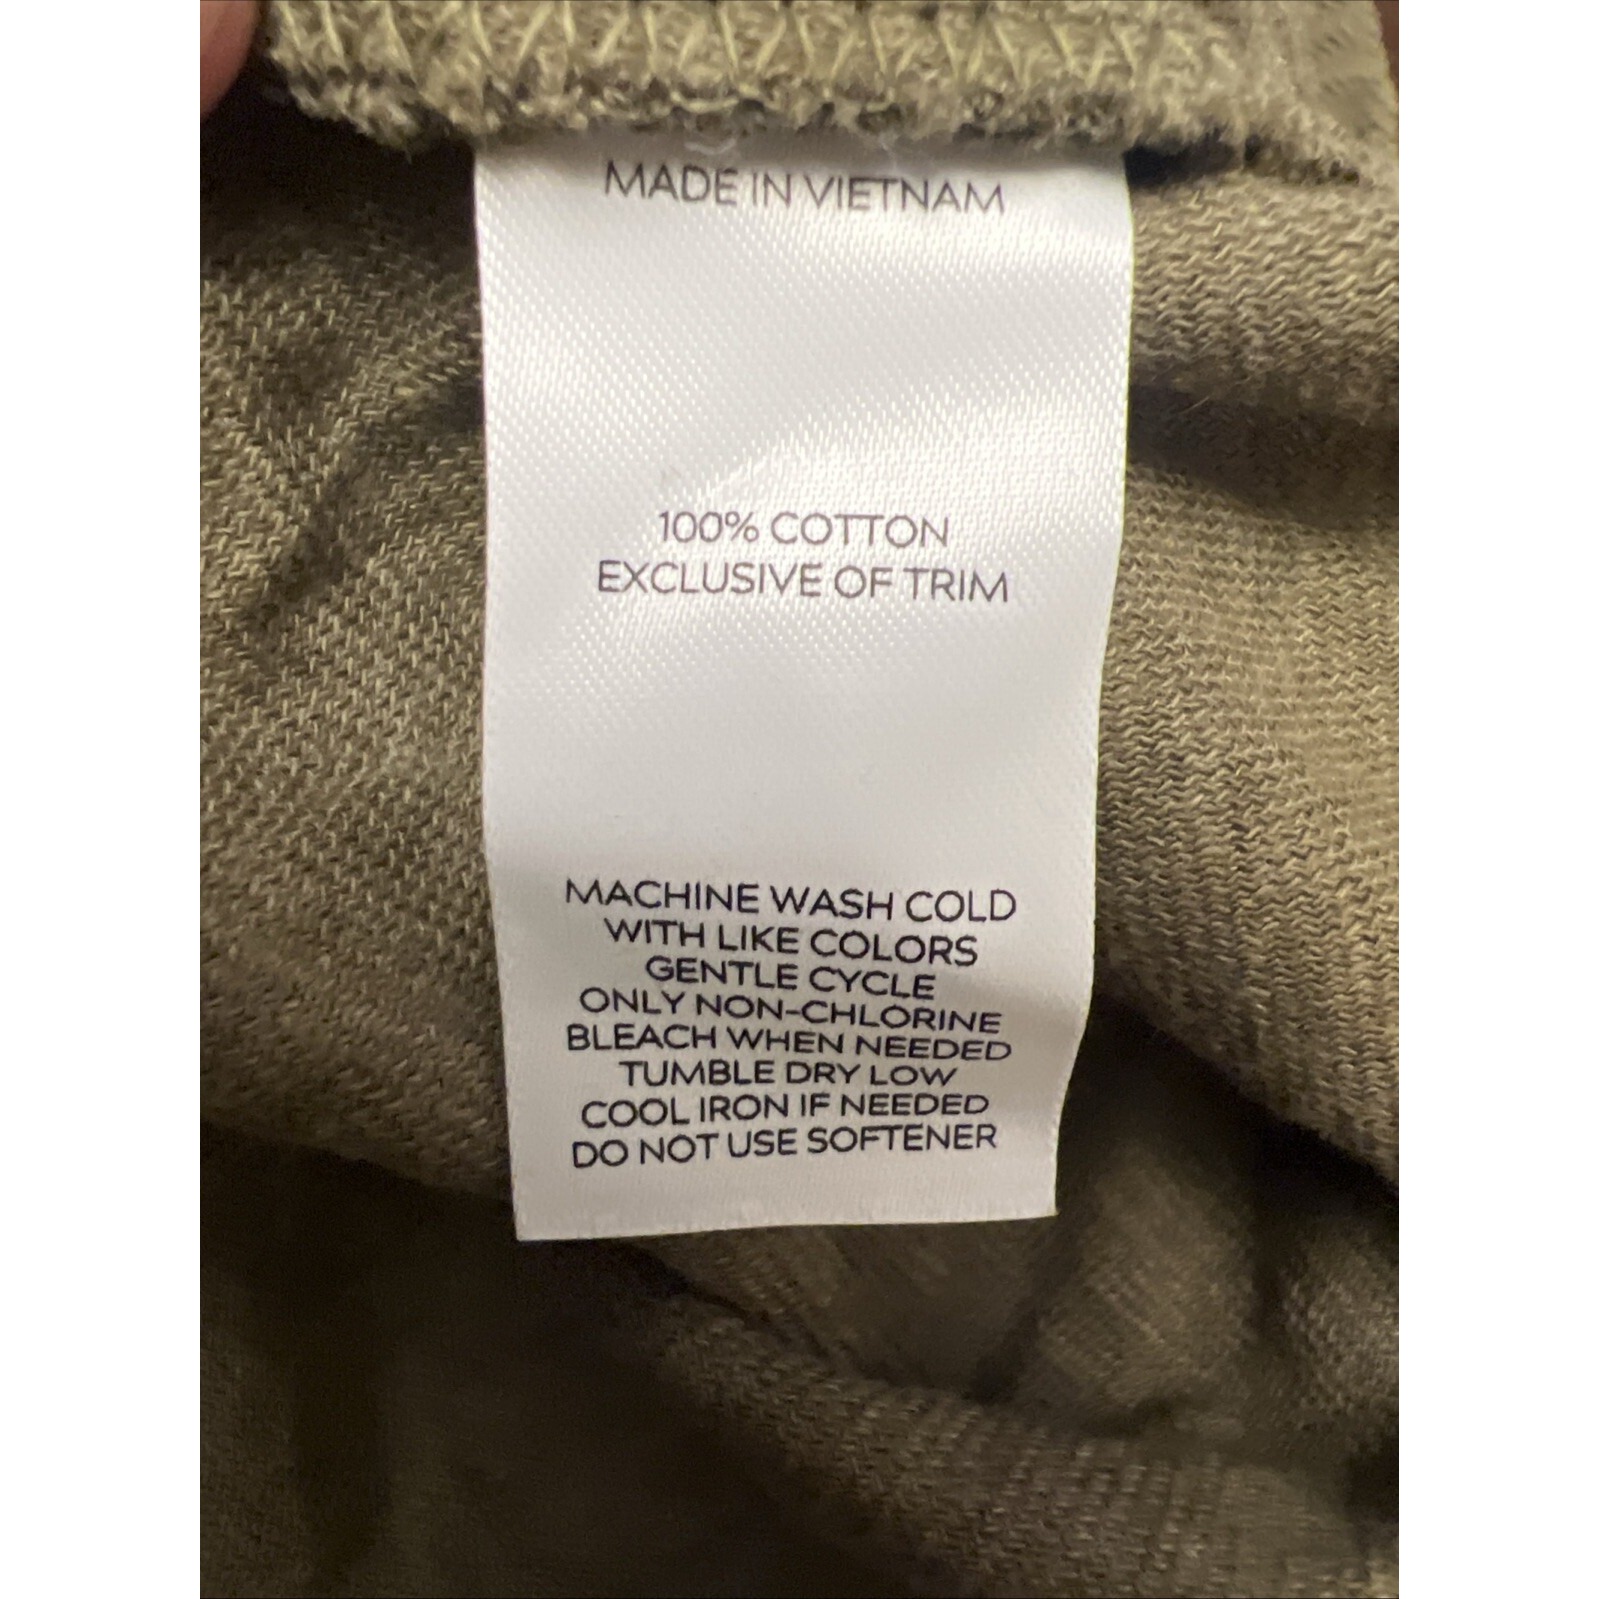 MADE IN VIETNAM
100% COTTON
EXCLUSIVE OF TRIM
MACHINE WASH COLD
WITH LIKE COLORS
GENTLE CYCLE
ONLY NON-CHLORINE
BLEACH WHEN NEEDED
TUMBLE DRY LOW
COOL IRON IF NEEDED
DO NOT USE SOFTENER